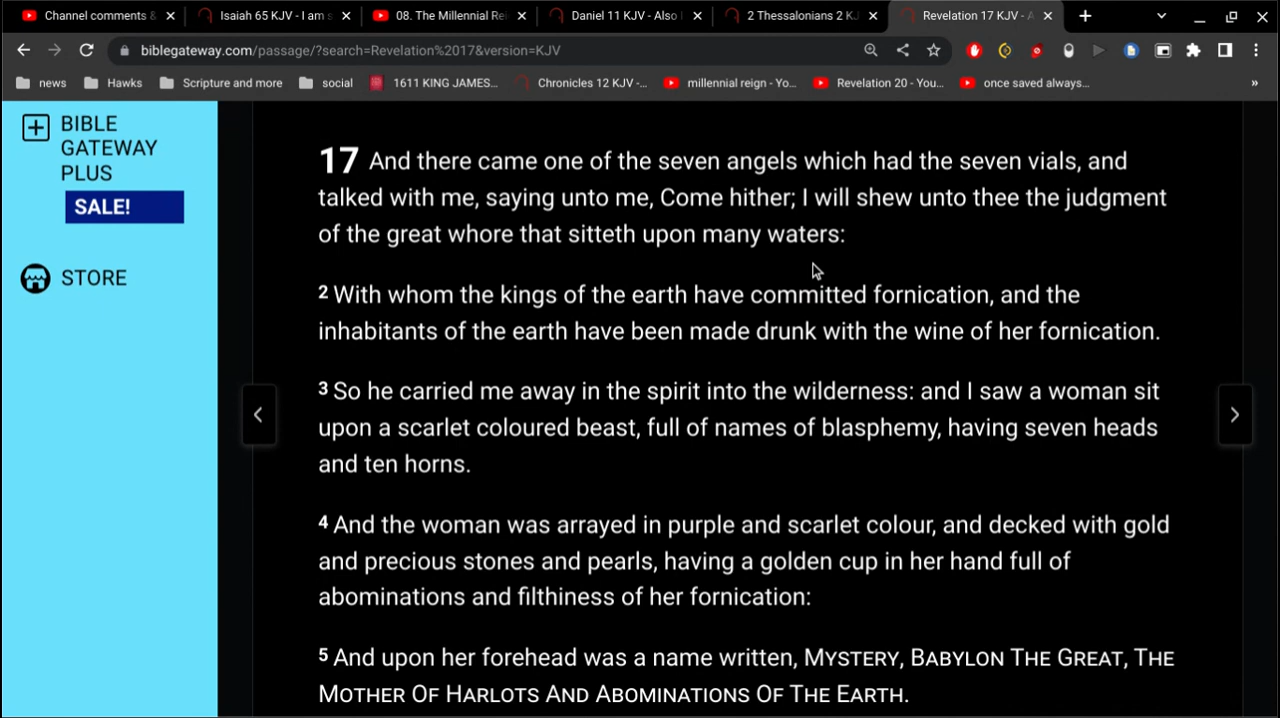 Channel comments &
Isaiah 65 KJV - I am s
08. The Millennial Rei
Daniel 11 KJV - Also I
2 Thessalonians 2 KJ
Revelation 17 KJV - A
biblegateway.com/passage/?search=Revelation%2017&version=KJV
news
Hawks
Scripture and more
social
1611 KING JAMES...
Chronicles 12 KJV -...
millennial reign - Yo...
Revelation 20 - You...
once saved always...
»
BIBLE
GATEWAY
PLUS
SALE!
STORE
17 And there came one of the seven angels which had the seven vials, and
talked with me, saying unto me, Come hither; I will shew unto thee the judgment
of the great whore that sitteth upon many waters:
2 With whom the kings of the earth have committed fornication, and the
inhabitants of the earth have been made drunk with the wine of her fornication.
3 So he carried me away in the spirit into the wilderness: and I saw a woman sit
upon a scarlet coloured beast, full of names of blasphemy, having seven heads
and ten horns.
4 And the woman was arrayed in purple and scarlet colour, and decked with gold
and precious stones and pearls, having a golden cup in her hand full of
abominations and filthiness of her fornication:
5 And upon her forehead was a name written, MYSTERY, BABYLON THE GREAT, THE
MOTHER OF HARLOTS AND ABOMINATIONS OF THE EARTH.